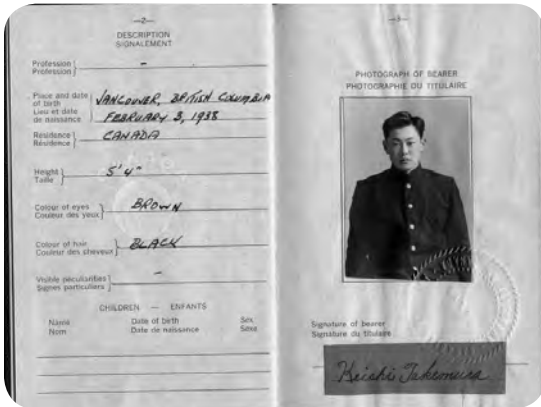 —2—
DESCRIPTION
SIGNALEMENT
Profession
Profession
-
Place and date
of birth
Lieu et date
de naissance
VANCOUVER, BRITISH COLUMBIA
FEBRUARY 3, 1938
Résidence
Résidence
CANADA
Height
Taille
5'4"
Colour of eyes
Couleur des yeux
BROWN
Colour of hair
Couleur des cheveux
BLACK
Visible peculiarities
Signes particuliers
-
CHILDREN — ENFANTS
Name Date of birth Sex
Nom Date de naissance Sexe
—3—
PHOTOGRAPH OF BEARER
PHOTOGRAPHIE DU TITULAIRE
Signature of bearer
Signature du titulaire
Keichi Takemura